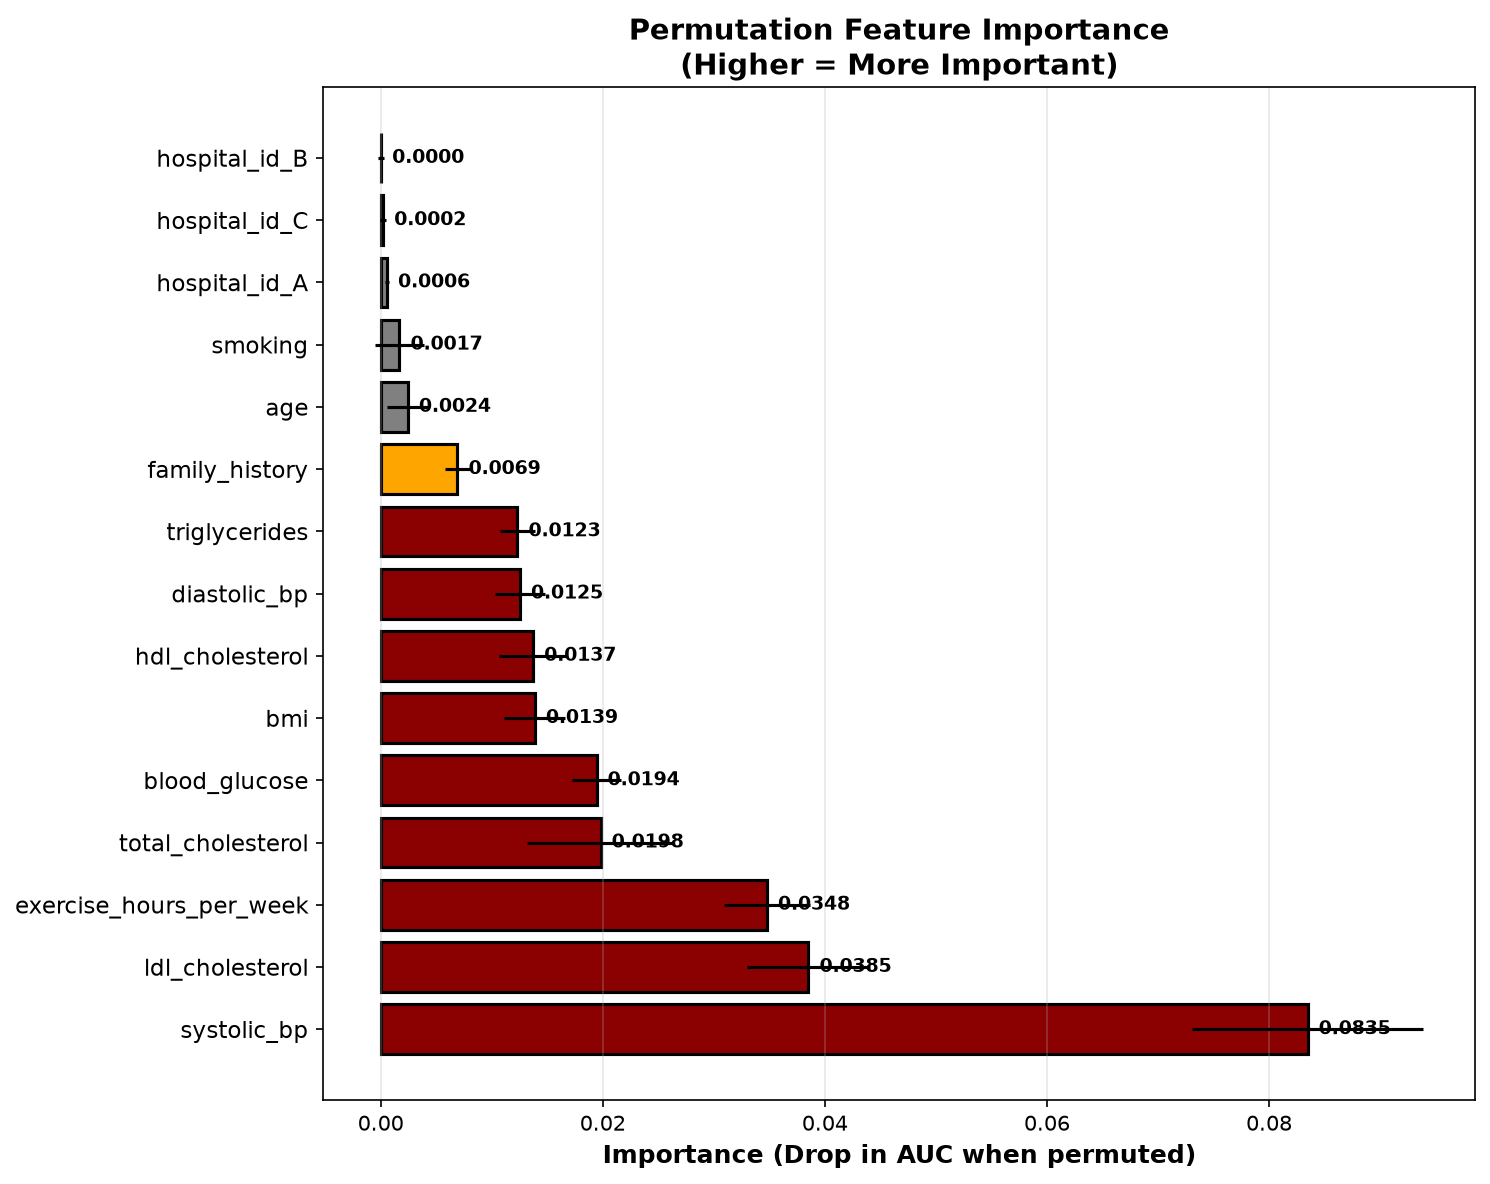 Permutation Feature Importance
(Higher = More Important)
hospital_id_B 0.0000
hospital_id_C 0.0002
hospital_id_A 0.0006
smoking 0.0017
age 0.0024
family_history 0.0069
triglycerides 0.0123
diastolic_bp 0.0125
hdl_cholesterol 0.0137
bmi 0.0139
blood_glucose 0.0194
total_cholesterol 0.0198
exercise_hours_per_week 0.0348
ldl_cholesterol 0.0385
systolic_bp 0.0835
0.00 0.02 0.04 0.06 0.08
Importance (Drop in AUC when permuted)